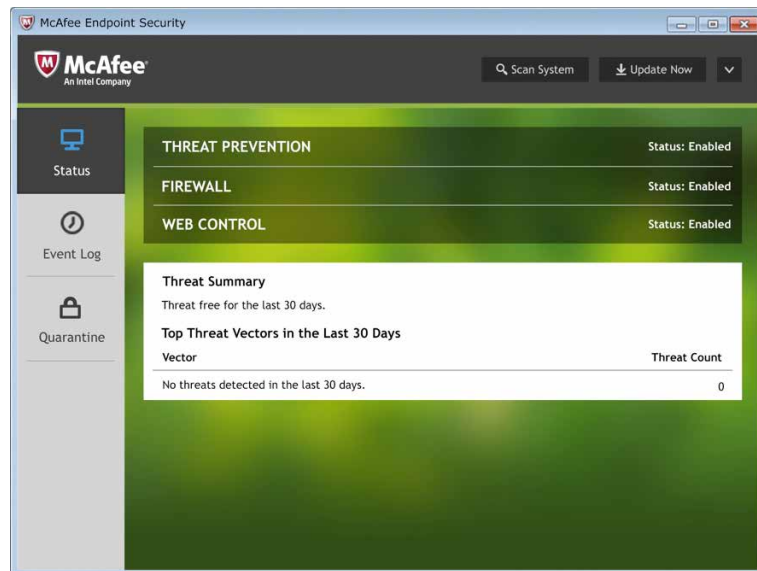 McAfee Endpoint Security
McAfee
An Intel Company
Scan System
Update Now
Status
Event Log
Quarantine
THREAT PREVENTION Status: Enabled
FIREWALL Status: Enabled
WEB CONTROL Status: Enabled
Threat Summary
Threat free for the last 30 days.
Top Threat Vectors in the Last 30 Days
Vector Threat Count
No threats detected in the last 30 days. 0